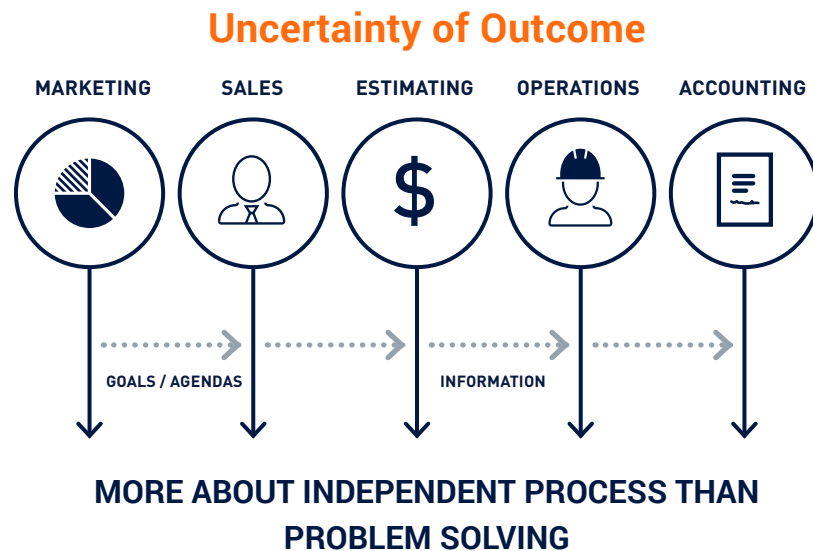 Uncertainty of Outcome
MARKETING
SALES
ESTIMATING
OPERATIONS
ACCOUNTING
$
GOALS / AGENDAS
INFORMATION
MORE ABOUT INDEPENDENT PROCESS THAN
PROBLEM SOLVING